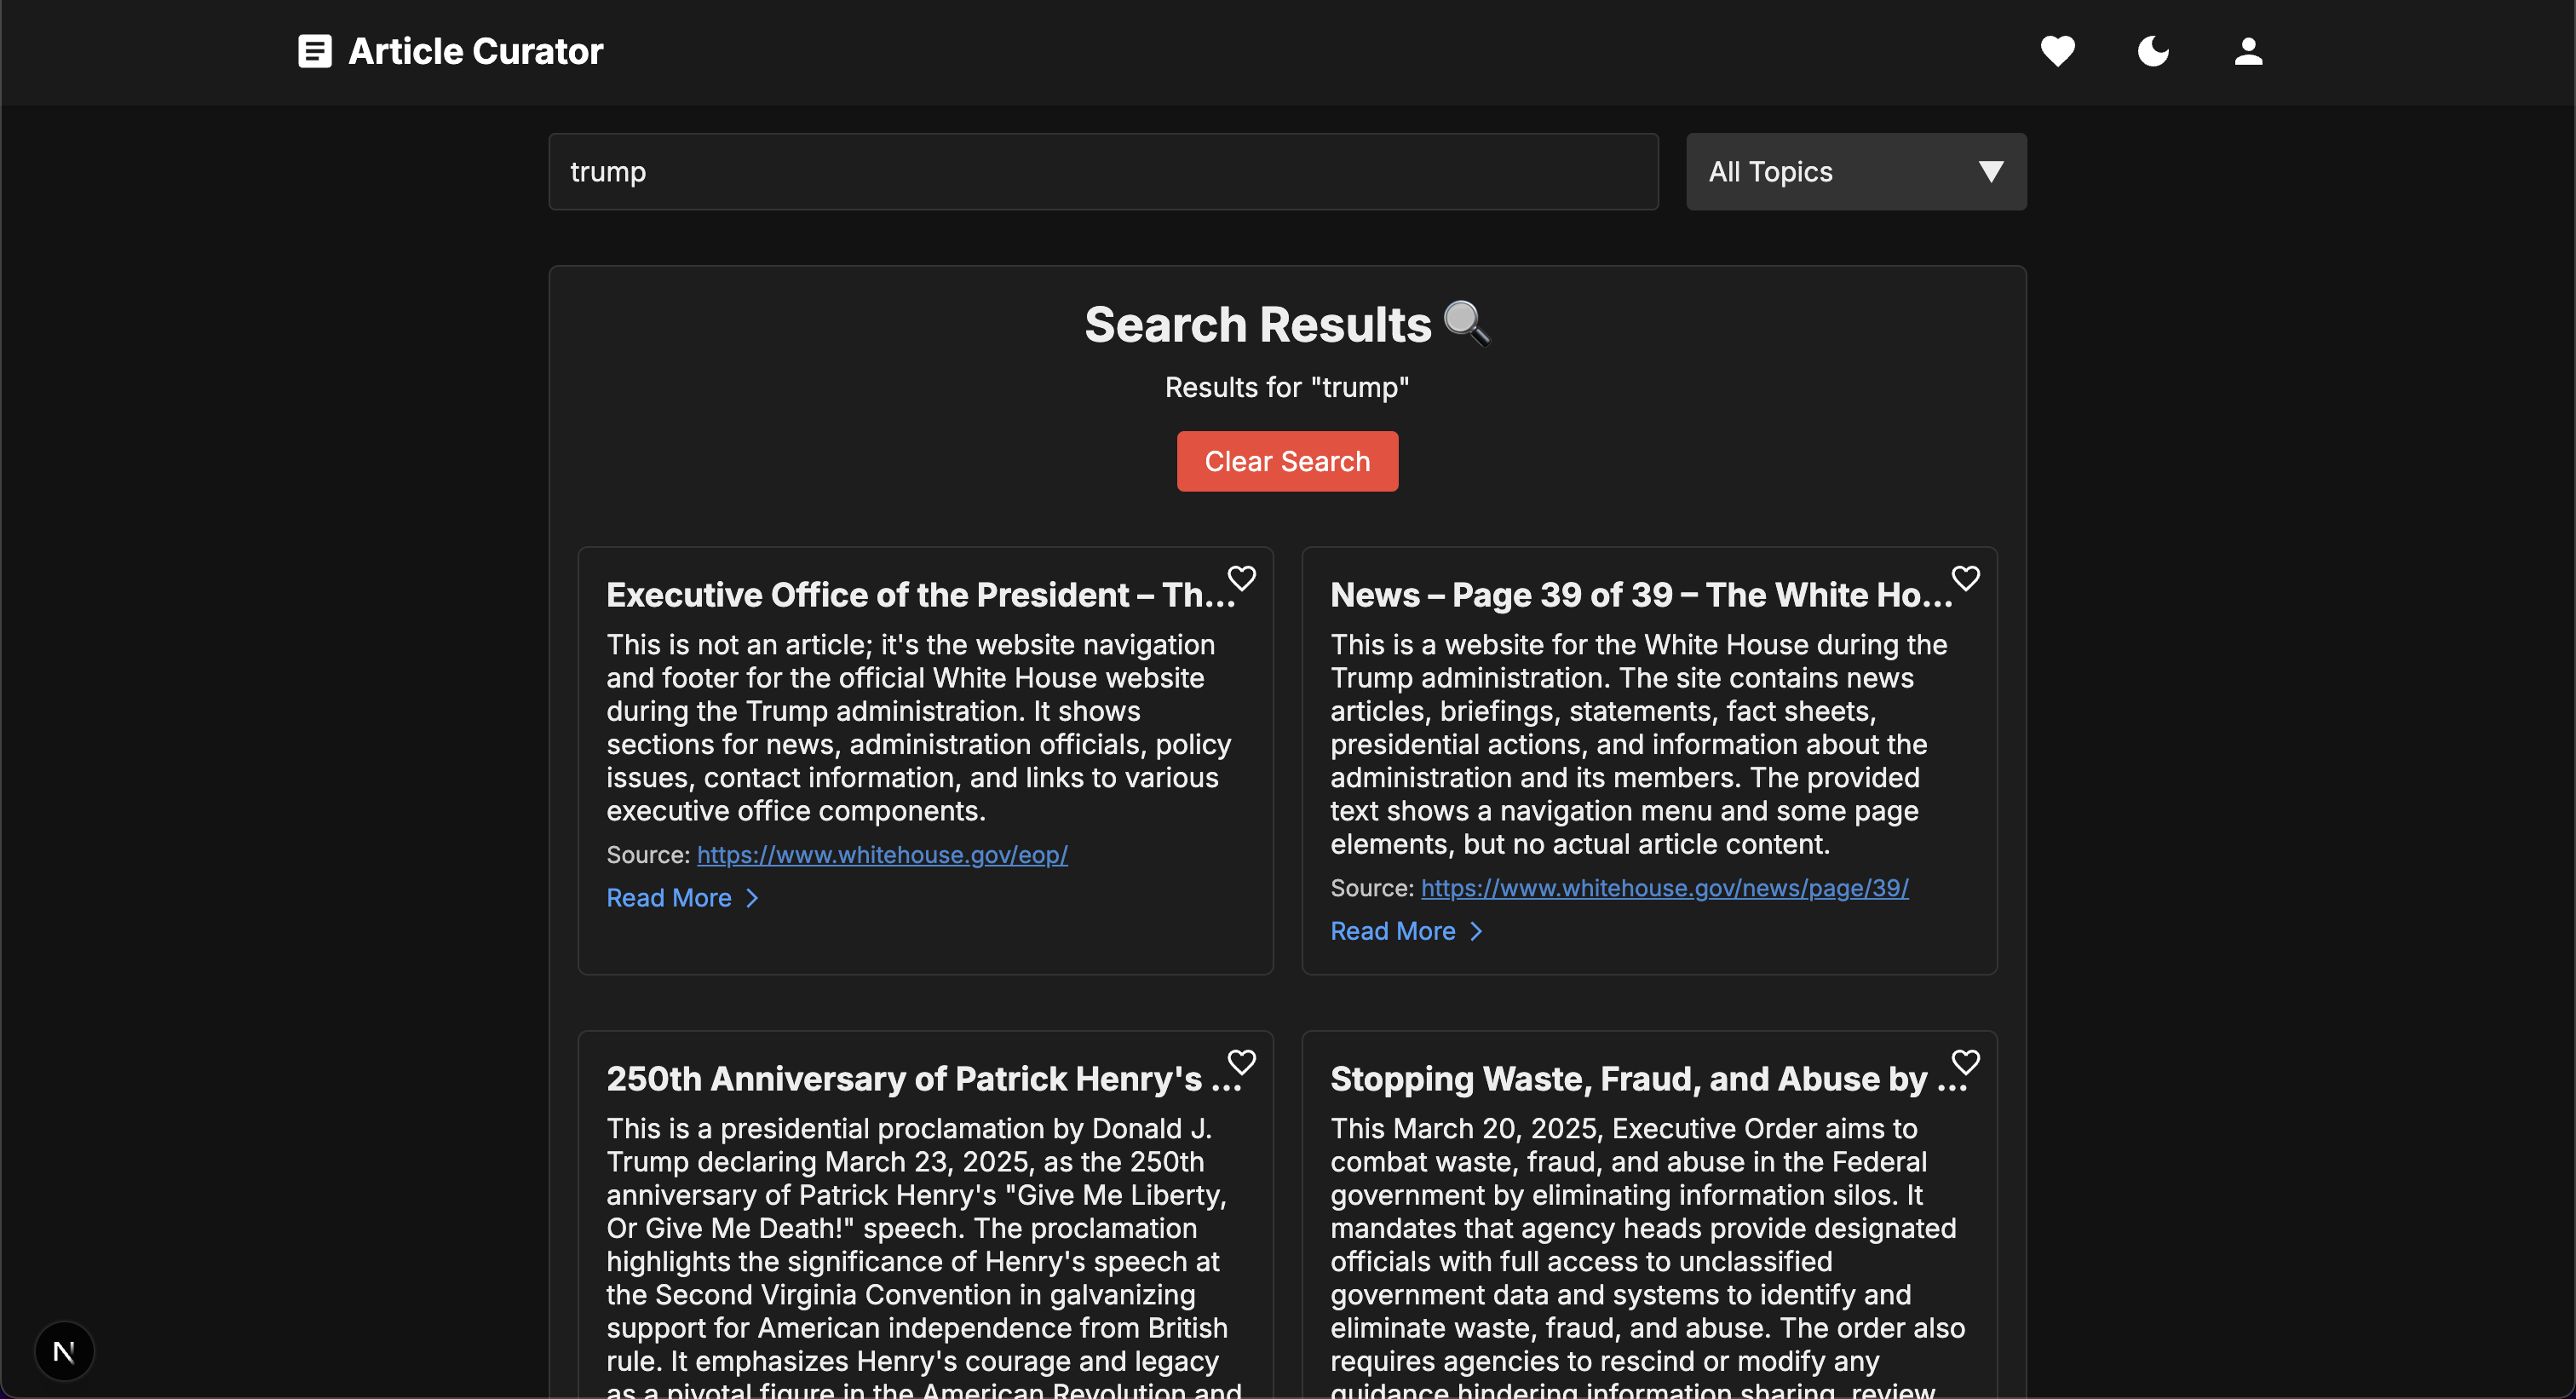 Article Curator
trump
All Topics
Search Results
Results for "trump"
Clear Search
Executive Office of the President – Th...
This is not an article; it's the website navigation
and footer for the official White House website
during the Trump administration. It shows
sections for news, administration officials, policy
issues, contact information, and links to various
executive office components.
Source: https://www.whitehouse.gov/eop/
Read More
News – Page 39 of 39 – The White Ho...
This is a website for the White House during the
Trump administration. The site contains news
articles, briefings, statements, fact sheets,
presidential actions, and information about the
administration and its members. The provided
text shows a navigation menu and some page
elements, but no actual article content.
Source: https://www.whitehouse.gov/news/page/39/
Read More
250th Anniversary of Patrick Henry's ...
This is a presidential proclamation by Donald J.
Trump declaring March 23, 2025, as the 250th
anniversary of Patrick Henry's "Give Me Liberty,
Or Give Me Death!" speech. The proclamation
highlights the significance of Henry's speech at
the Second Virginia Convention in galvanizing
support for American independence from British
rule. It emphasizes Henry's courage and legacy
as a pivotal figure in the American Revolution and
Stopping Waste, Fraud, and Abuse by ...
This March 20, 2025, Executive Order aims to
combat waste, fraud, and abuse in the Federal
government by eliminating information silos. It
mandates that agency heads provide designated
officials with full access to unclassified
government data and systems to identify and
eliminate waste, fraud, and abuse. The order also
requires agencies to rescind or modify any
guidance hindering information sharing, review
N